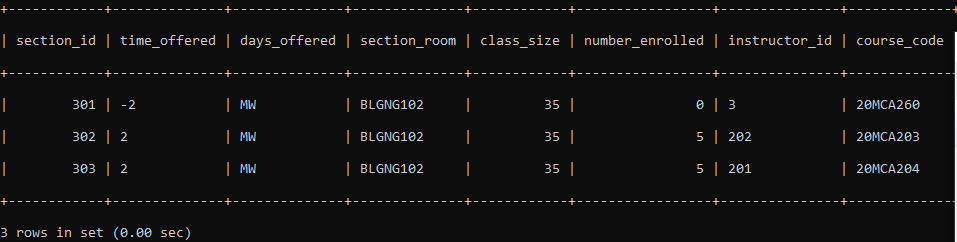 +------------+--------------+--------------+--------------+------------+-----------------+---------------+-------------
| section_id | time_offered | days_offered | section_room | class_size | number_enrolled | instructor_id | course_code
+------------+--------------+--------------+--------------+------------+-----------------+---------------+-------------
|        301 | -2           | MW           | BLGNG102     |         35 |               0 | 3             | 20MCA260
|        302 | 2            | MW           | BLGNG102     |         35 |               5 | 202           | 20MCA203
|        303 | 2            | MW           | BLGNG102     |         35 |               5 | 201           | 20MCA204
+------------+--------------+--------------+--------------+------------+-----------------+---------------+-------------
3 rows in set (0.00 sec)